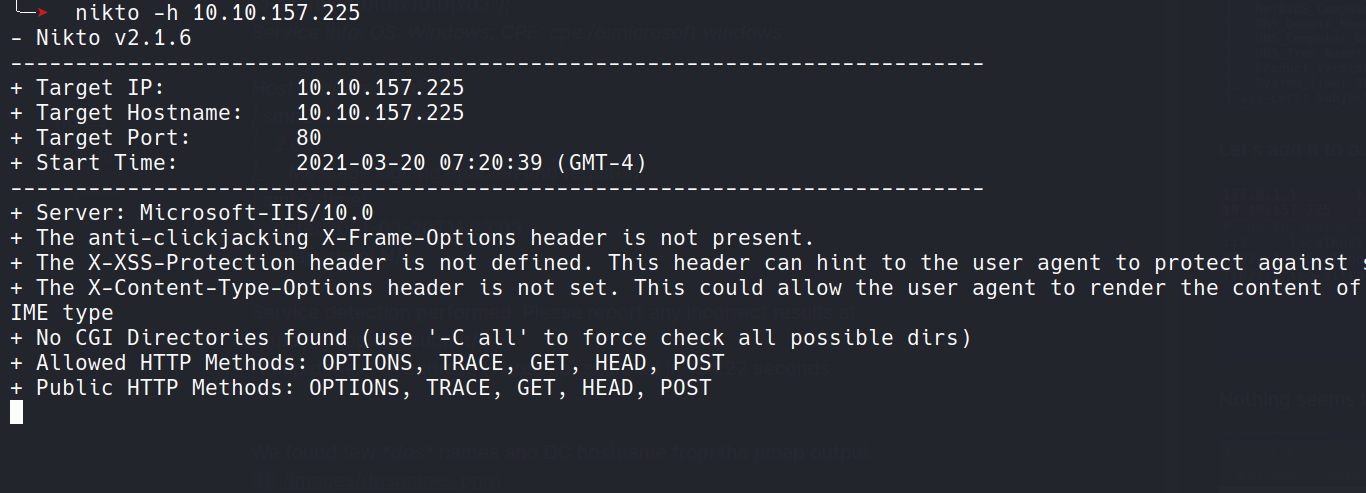 nikto -h 10.10.157.225
- Nikto v2.1.6
---------------------------------------------------------------------------
+ Target IP:          10.10.157.225
+ Target Hostname:    10.10.157.225
+ Target Port:        80
+ Start Time:         2021-03-20 07:20:39 (GMT-4)
---------------------------------------------------------------------------
+ Server: Microsoft-IIS/10.0
+ The anti-clickjacking X-Frame-Options header is not present.
+ The X-XSS-Protection header is not defined. This header can hint to the user agent to protect against s
+ The X-Content-Type-Options header is not set. This could allow the user agent to render the content of
IME type
+ No CGI Directories found (use '-C all' to force check all possible dirs)
+ Allowed HTTP Methods: OPTIONS, TRACE, GET, HEAD, POST
+ Public HTTP Methods: OPTIONS, TRACE, GET, HEAD, POST